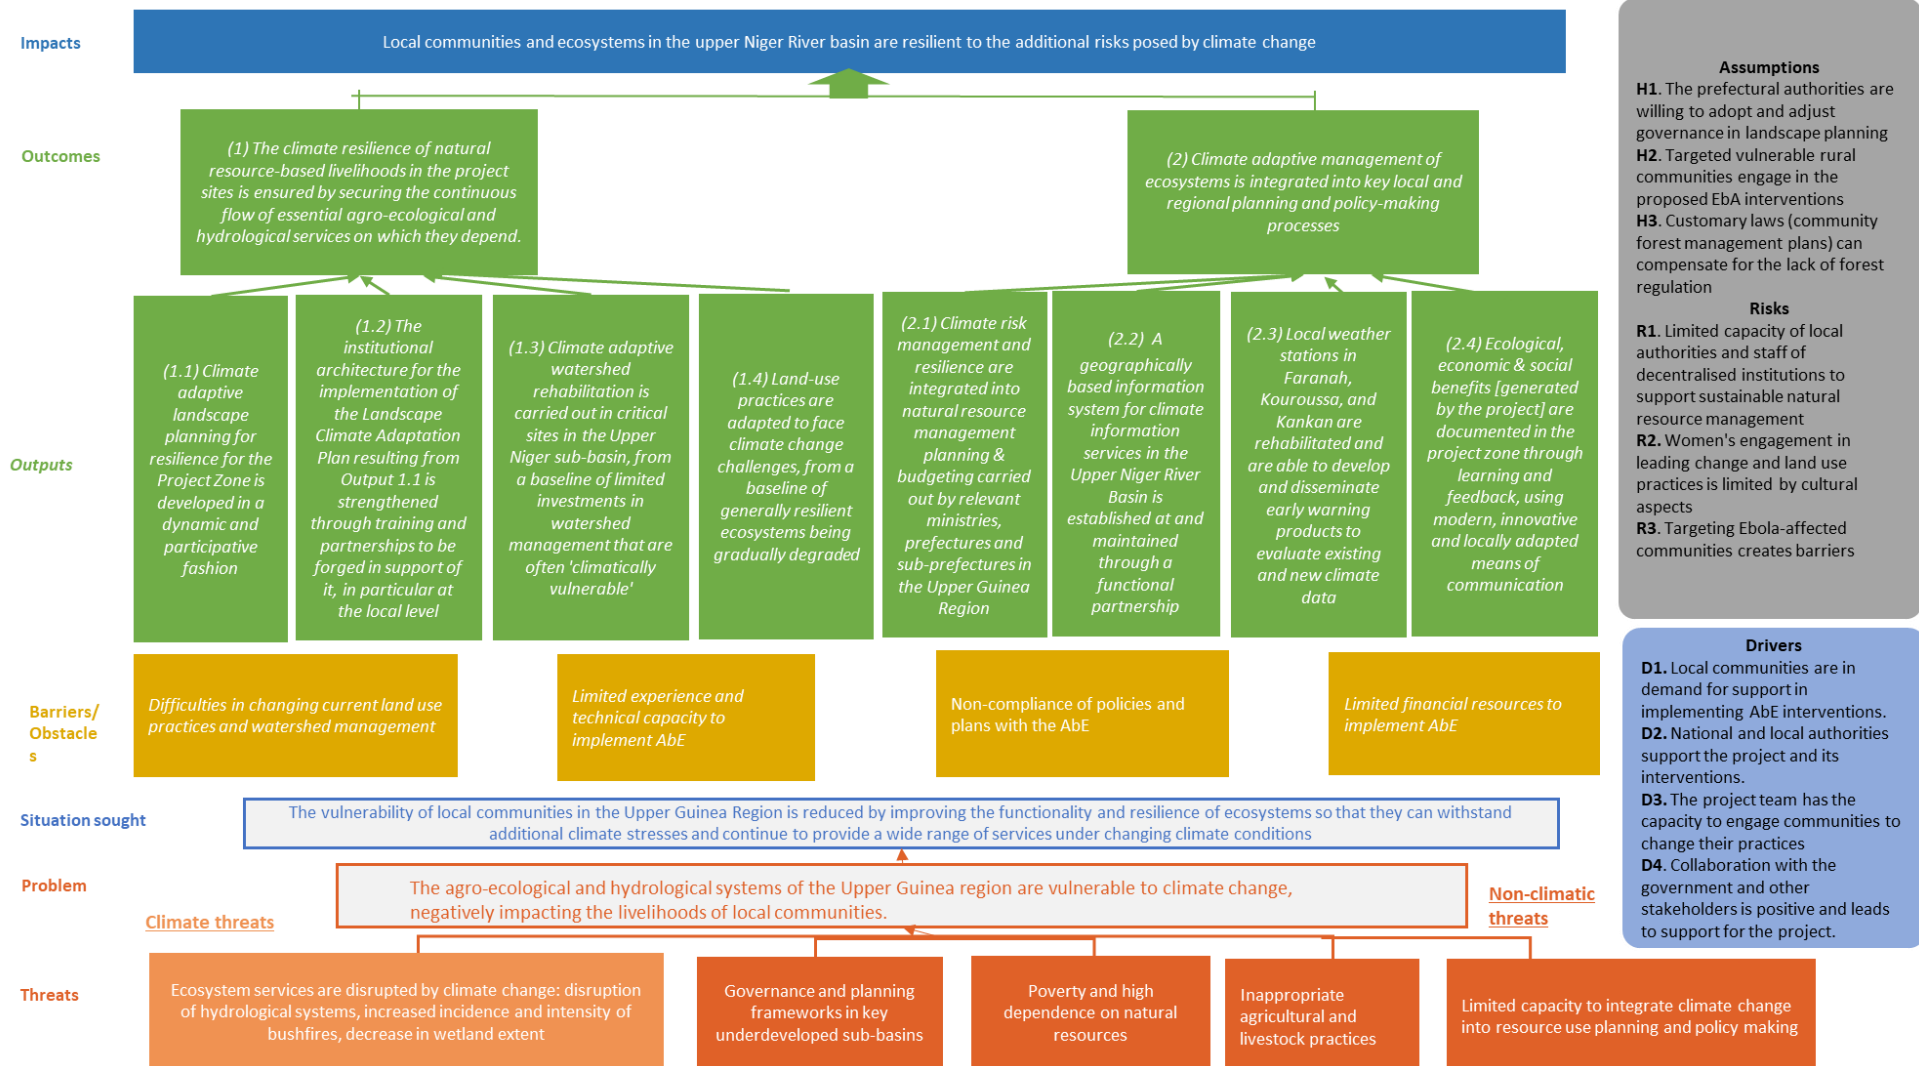 Impacts
Local communities and ecosystems in the upper Niger River basin are resilient to the additional risks posed by climate change
Outcomes
(1) The climate resilience of natural
resource-based livelihoods in the project
sites is ensured by securing the continuous
flow of essential agro-ecological and
hydrological services on which they depend.
(2) Climate adaptive management of
ecosystems is integrated into key local and
regional planning and policy-making
processes
Outputs
(1.1) Climate
adaptive
landscape
planning for
resilience for the
Project Zone is
developed in a
dynamic and
participative
fashion
(1.2) The
institutional
architecture for the
implementation of
the Landscape
Climate Adaptation
Plan resulting from
Output 1.1 is
strengthened
through training and
partnerships to be
forged in support of
it, in particular at
the local level
(1.3) Climate adaptive
watershed
rehabilitation is
carried out in critical
sites in the Upper
Niger sub-basin, from
a baseline of limited
investments in
watershed
management that are
often 'climatically
vulnerable'
(1.4) Land-use
practices are
adapted to face
climate change
challenges, from a
baseline of
generally resilient
ecosystems being
gradually degraded
(2.1) Climate risk
management and
resilience are
integrated into
natural resource
management
planning &
budgeting carried
out by relevant
ministries,
prefectures and
sub-prefectures in
the Upper Guinea
Region
(2.2) A
geographically
based information
system for climate
information
services in the
Upper Niger River
Basin is
established at and
maintained
through a
functional
partnership
(2.3) Local weather
stations in
Faranah,
Kouroussa, and
Kankan are
rehabilitated and
are able to develop
and disseminate
early warning
products to
evaluate existing
and new climate
data
(2.4) Ecological,
economic & social
benefits [generated
by the project] are
documented in the
project zone through
learning and
feedback, using
modern, innovative
and locally adapted
means of
communication
Barriers/
Obstacle
s
Difficulties in changing current land use
practices and watershed management
Limited experience and
technical capacity to
implement AbE
Non-compliance of policies and
plans with the AbE
Limited financial resources to
implement AbE
Situation sought
The vulnerability of local communities in the Upper Guinea Region is reduced by improving the functionality and resilience of ecosystems so that they can withstand
additional climate stresses and continue to provide a wide range of services under changing climate conditions
Problem
The agro-ecological and hydrological systems of the Upper Guinea region are vulnerable to climate change,
negatively impacting the livelihoods of local communities.
Climate threats
Non-climatic
threats
Threats
Ecosystem services are disrupted by climate change: disruption
of hydrological systems, increased incidence and intensity of
bushfires, decrease in wetland extent
Governance and planning
frameworks in key
underdeveloped sub-basins
Poverty and high
dependence on natural
resources
Inappropriate
agricultural and
livestock practices
Limited capacity to integrate climate change
into resource use planning and policy making
Assumptions
H1. The prefectural authorities are
willing to adopt and adjust
governance in landscape planning
H2. Targeted vulnerable rural
communities engage in the
proposed EbA interventions
H3. Customary laws (community
forest management plans) can
compensate for the lack of forest
regulation
Risks
R1. Limited capacity of local
authorities and staff of
decentralised institutions to
support sustainable natural
resource management
R2. Women's engagement in
leading change and land use
practices is limited by cultural
aspects
R3. Targeting Ebola-affected
communities creates barriers
Drivers
D1. Local communities are in
demand for support in
implementing AbE interventions.
D2. National and local authorities
support the project and its
interventions.
D3. The project team has the
capacity to engage communities to
change their practices
D4. Collaboration with the
government and other
stakeholders is positive and leads
to support for the project.